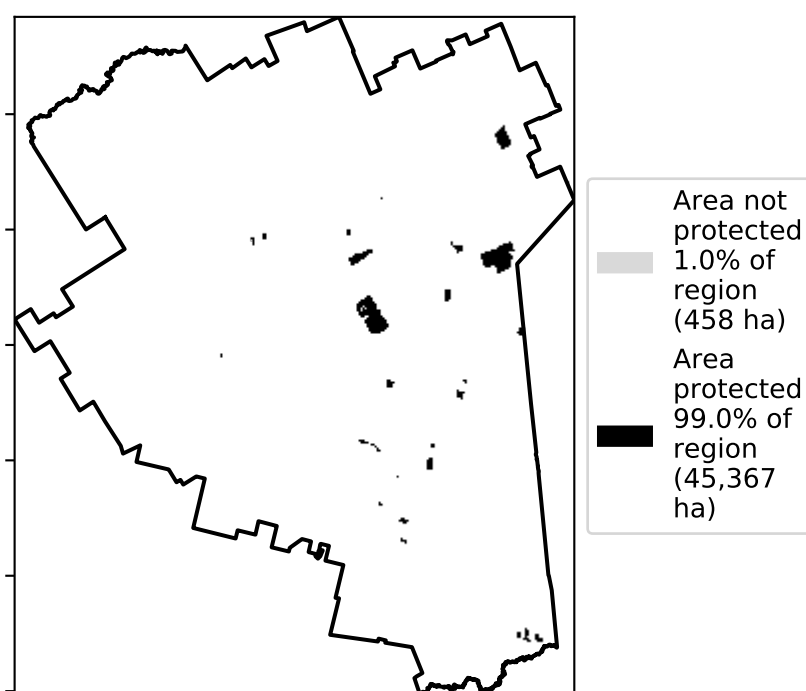 Area not
protected
1.0% of
region
(458 ha)
Area
protected
99.0% of
region
(45,367
ha)